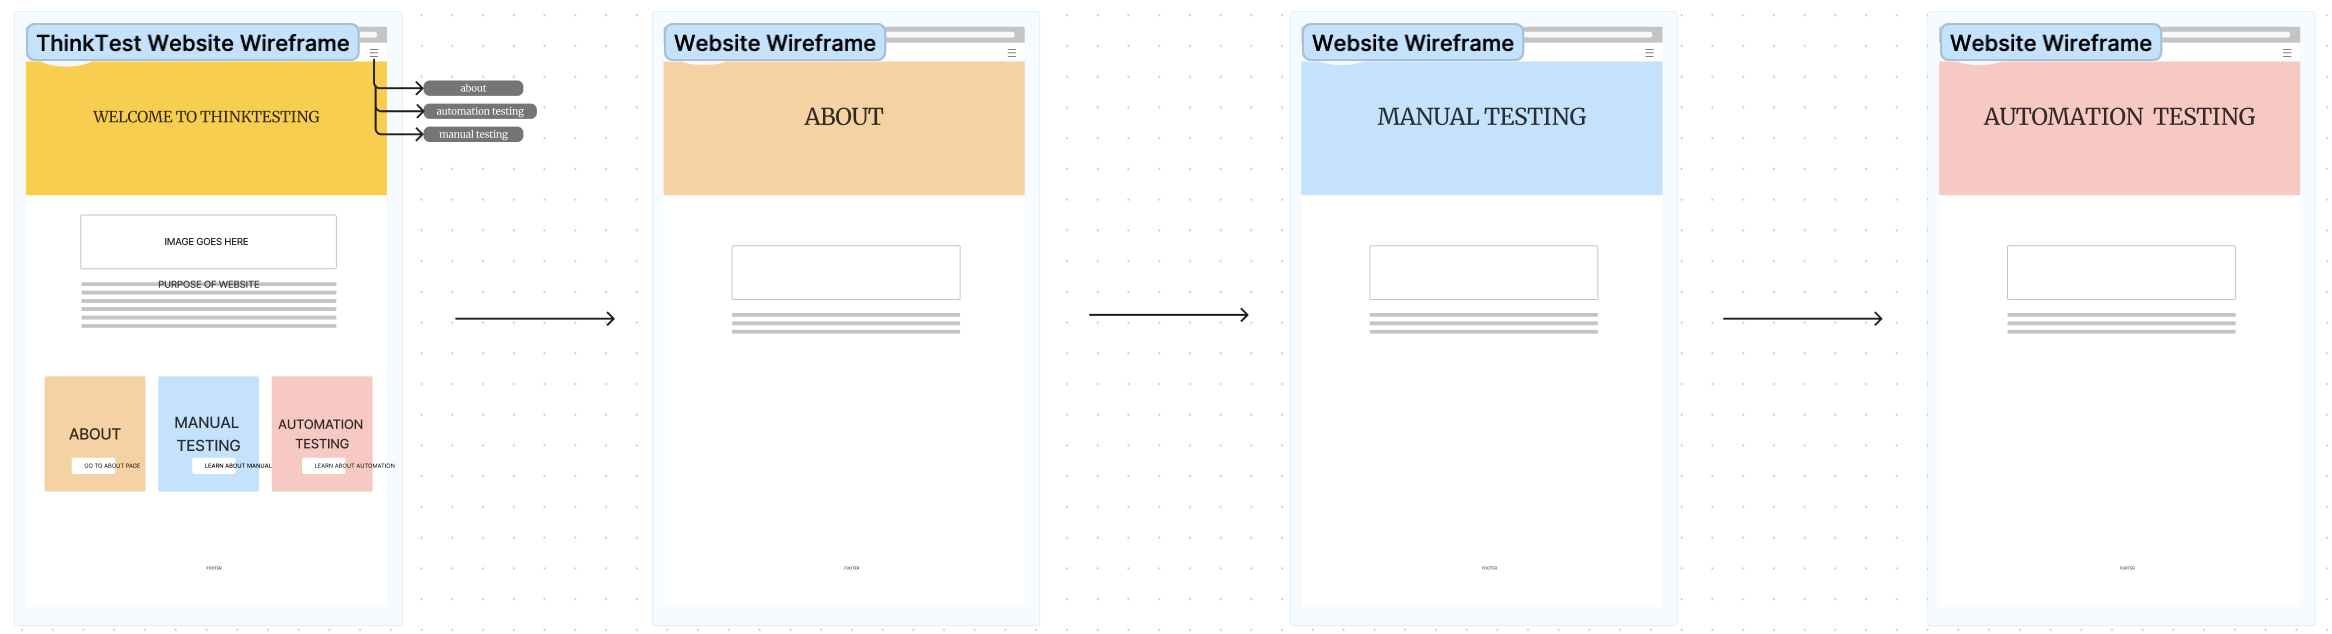 ThinkTest Website Wireframe
WELCOME TO THINKTESTING
about
automation testing
manual testing
IMAGE GOES HERE
PURPOSE OF WEBSITE
ABOUT
GO TO ABOUT PAGE
MANUAL
TESTING
LEARN ABOUT MANUAL
AUTOMATION
TESTING
LEARN ABOUT AUTOMATION
FOOTER
Website Wireframe
ABOUT
FOOTER
Website Wireframe
MANUAL TESTING
FOOTER
Website Wireframe
AUTOMATION TESTING
FOOTER